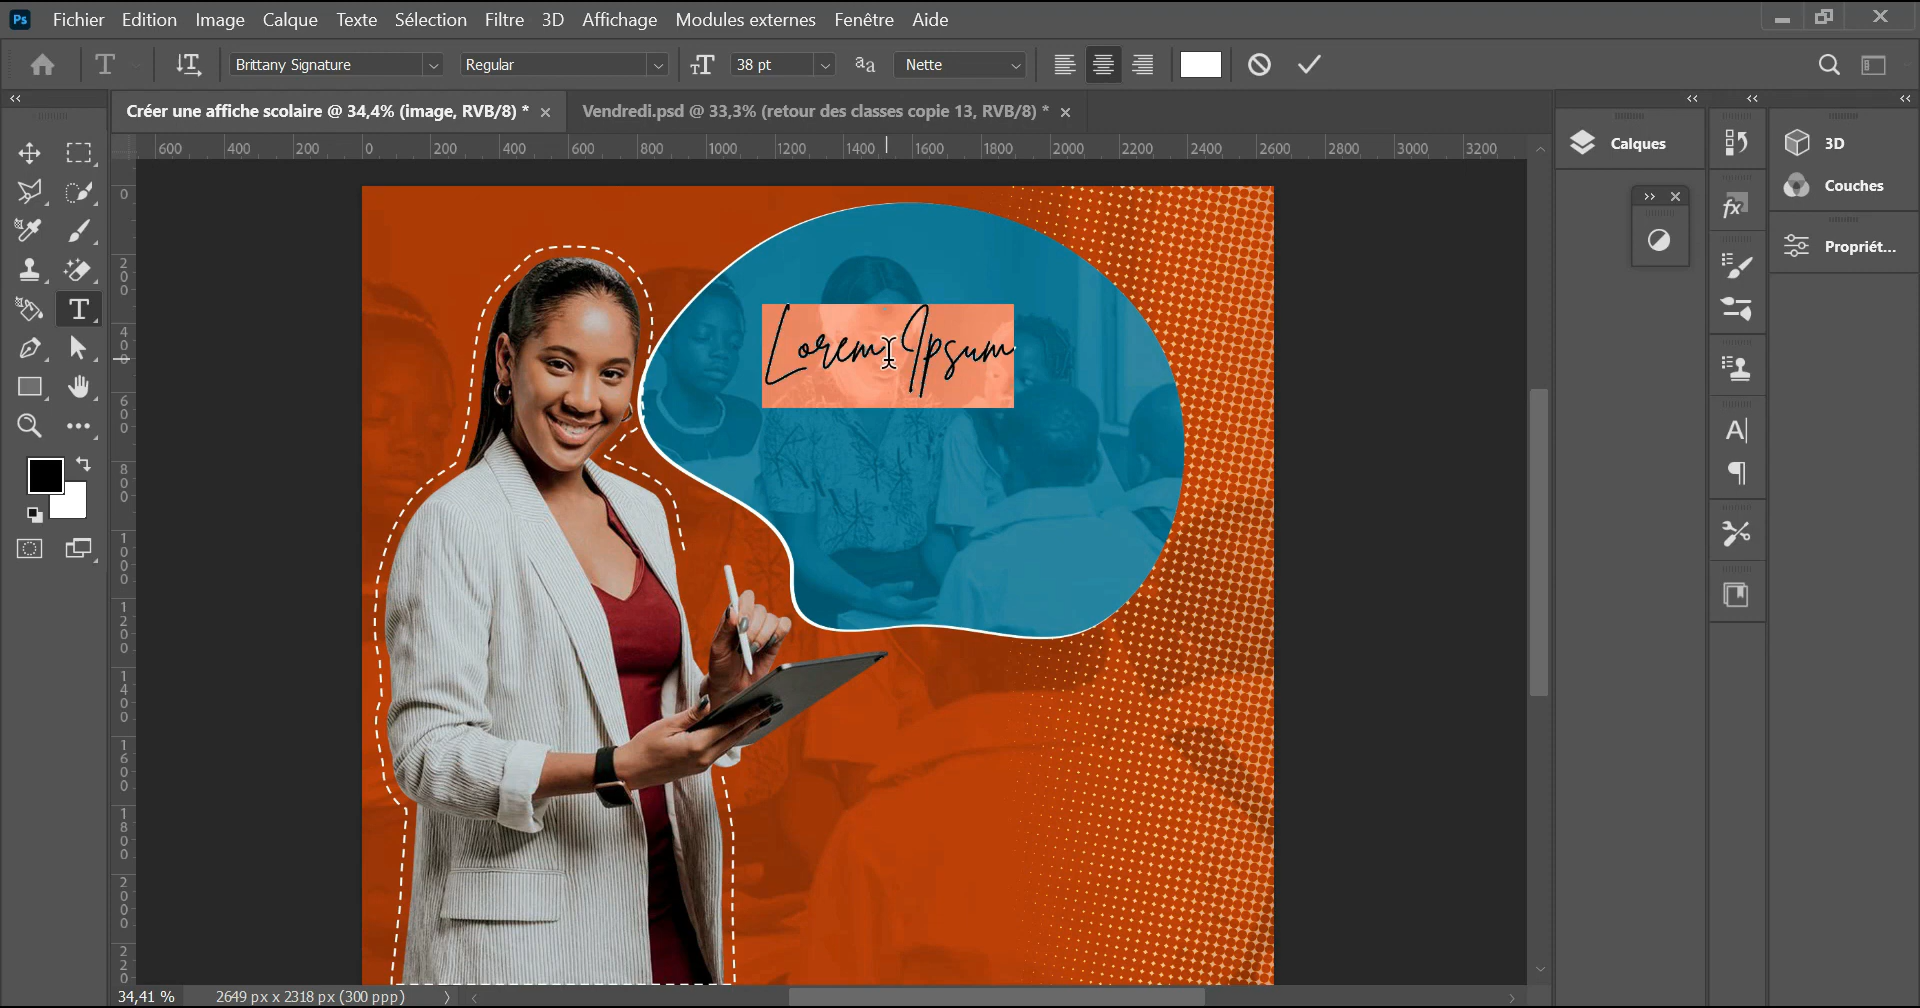 Ps Fichier Edition Image Calque Texte Sélection Filtre 3D Affichage Modules externes Fenêtre Aide
T Brittany Signature Regular 38 pt aa Nette
Créer une affiche scolaire @ 34,4% (image, RVB/8) * Vendredi.psd @ 33,3% (retour des classes copie 13, RVB/8) *
600 400 200 0 200 400 600 800 1000 1200 1400 1600 1800 2000 2200 2400 2600 2800 3000 3200
Calques
3D
Couches
Propriét...
fx
0
200
400
600
800
1000
1200
1400
1600
1800
2000
220
Lorem Ipsum
34,41 % 2649 px x 2318 px (300 ppp)